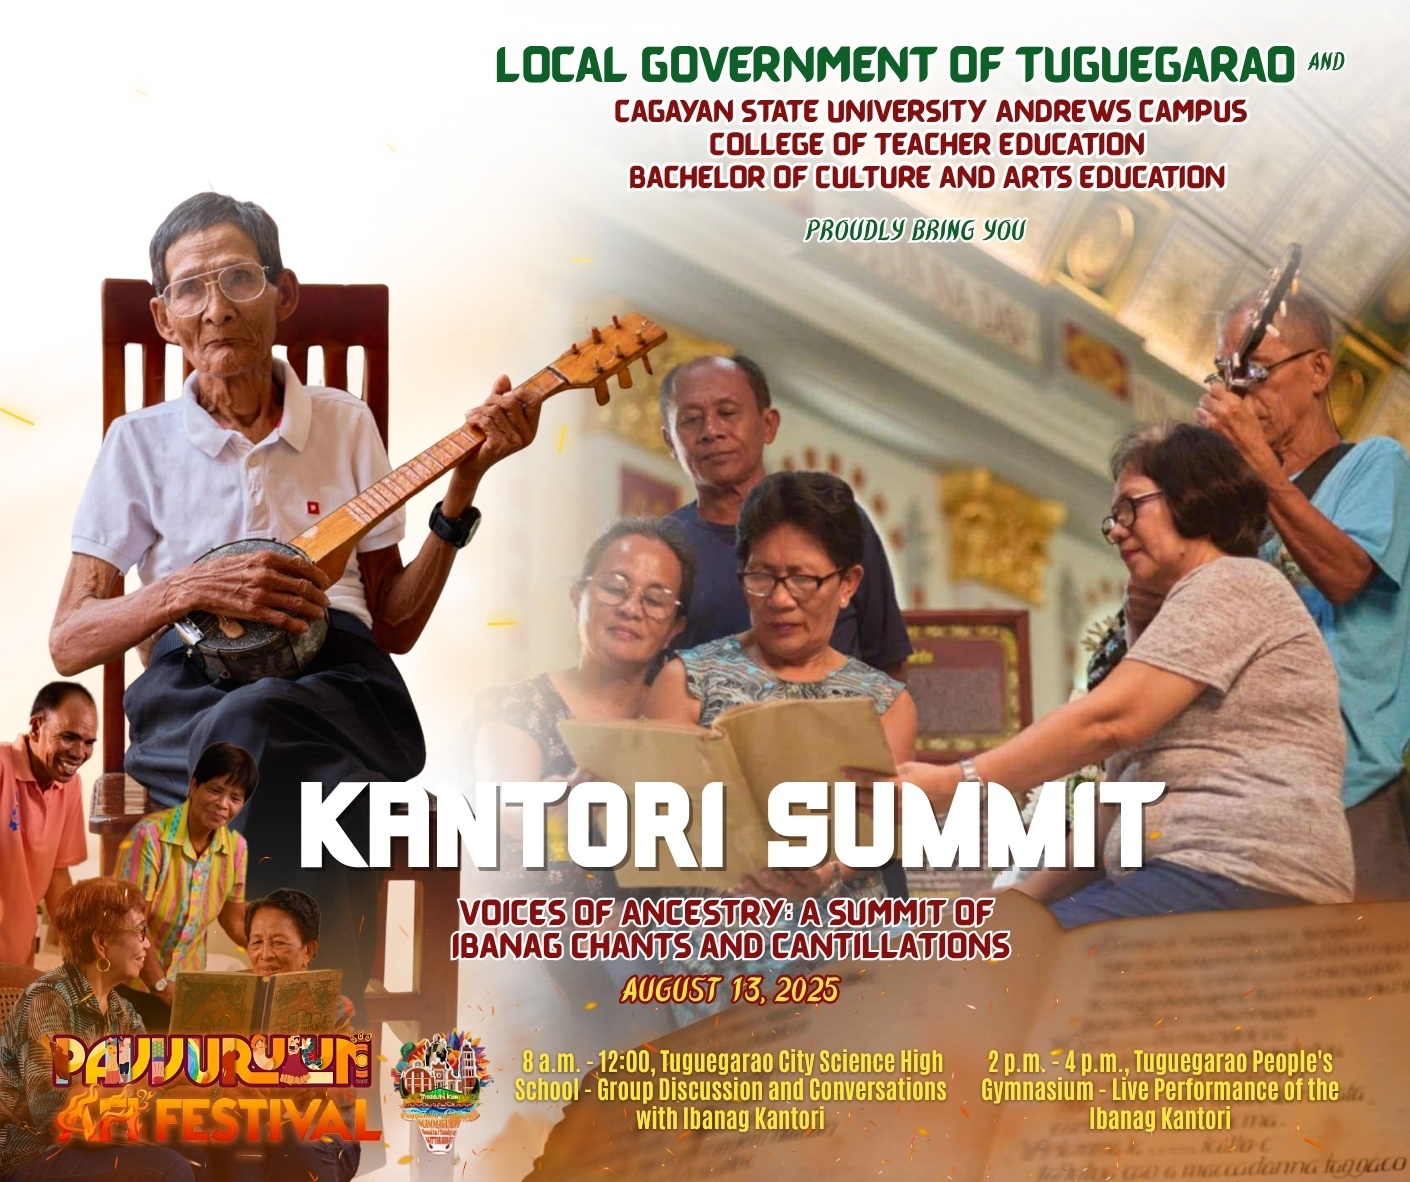 LOCAL GOVERNMENT OF TUGUEGARAO AND
CAGAYAN STATE UNIVERSITY ANDREWS CAMPUS
COLLEGE OF TEACHER EDUCATION
BACHELOR OF CULTURE AND ARTS EDUCATION
PROUDLY BRING YOU
KANTORI SUMMIT
VOICES OF ANCESTRY: A SUMMIT OF
IBANAG CHANTS AND CANTILLATIONS
AUGUST 13, 2025
PAVVURULUN
AFI FESTIVAL
8 a.m. - 12:00, Tuguegarao City Science High
School - Group Discussion and Conversations
with Ibanag Kantori
2 p.m. - 4 p.m., Tuguegarao People's
Gymnasium - Live Performance of the
Ibanag Kantori